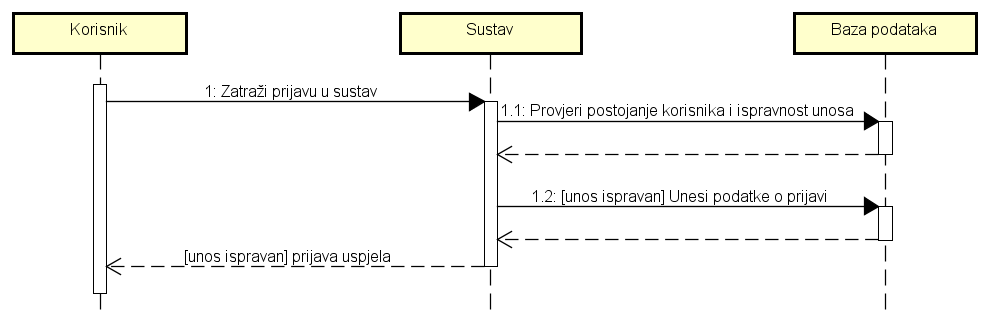 Korisnik
Sustav
Baza podataka
1: Zatraži prijavu u sustav
1.1: Provjeri postojanje korisnika i ispravnost unosa
1.2: [unos ispravan] Unesi podatke o prijavi
[unos ispravan] prijava uspjela